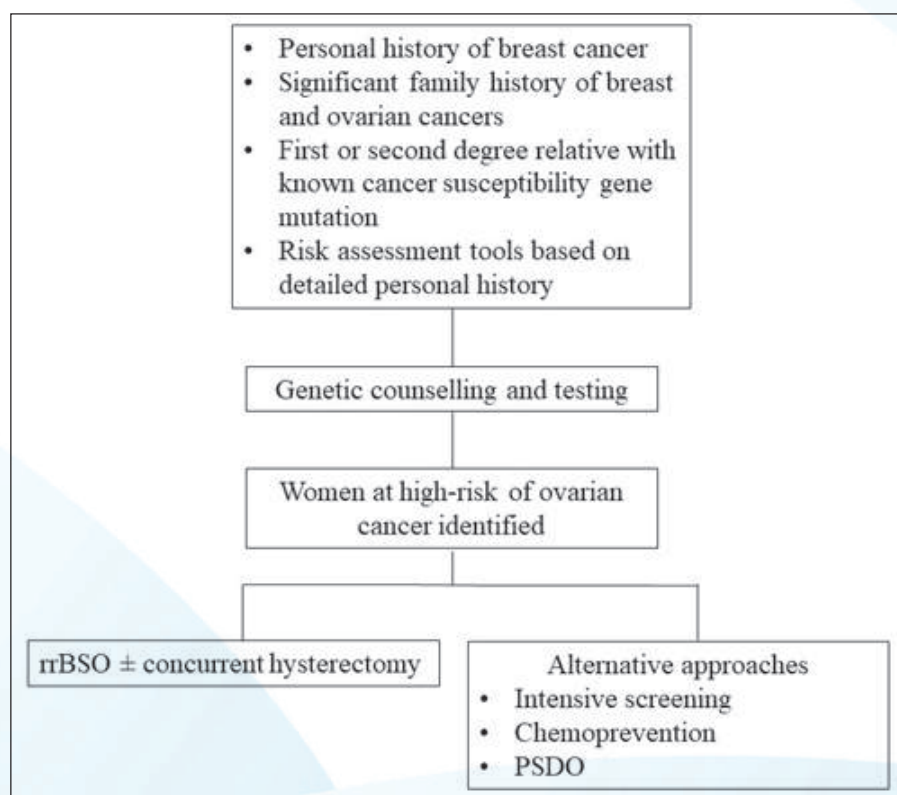 • Personal history of breast cancer
• Significant family history of breast
and ovarian cancers
• First or second degree relative with
known cancer susceptibility gene
mutation
• Risk assessment tools based on
detailed personal history
Genetic counselling and testing
Women at high-risk of ovarian
cancer identified
rrBSO ± concurrent hysterectomy
Alternative approaches
• Intensive screening
• Chemoprevention
• PSDO